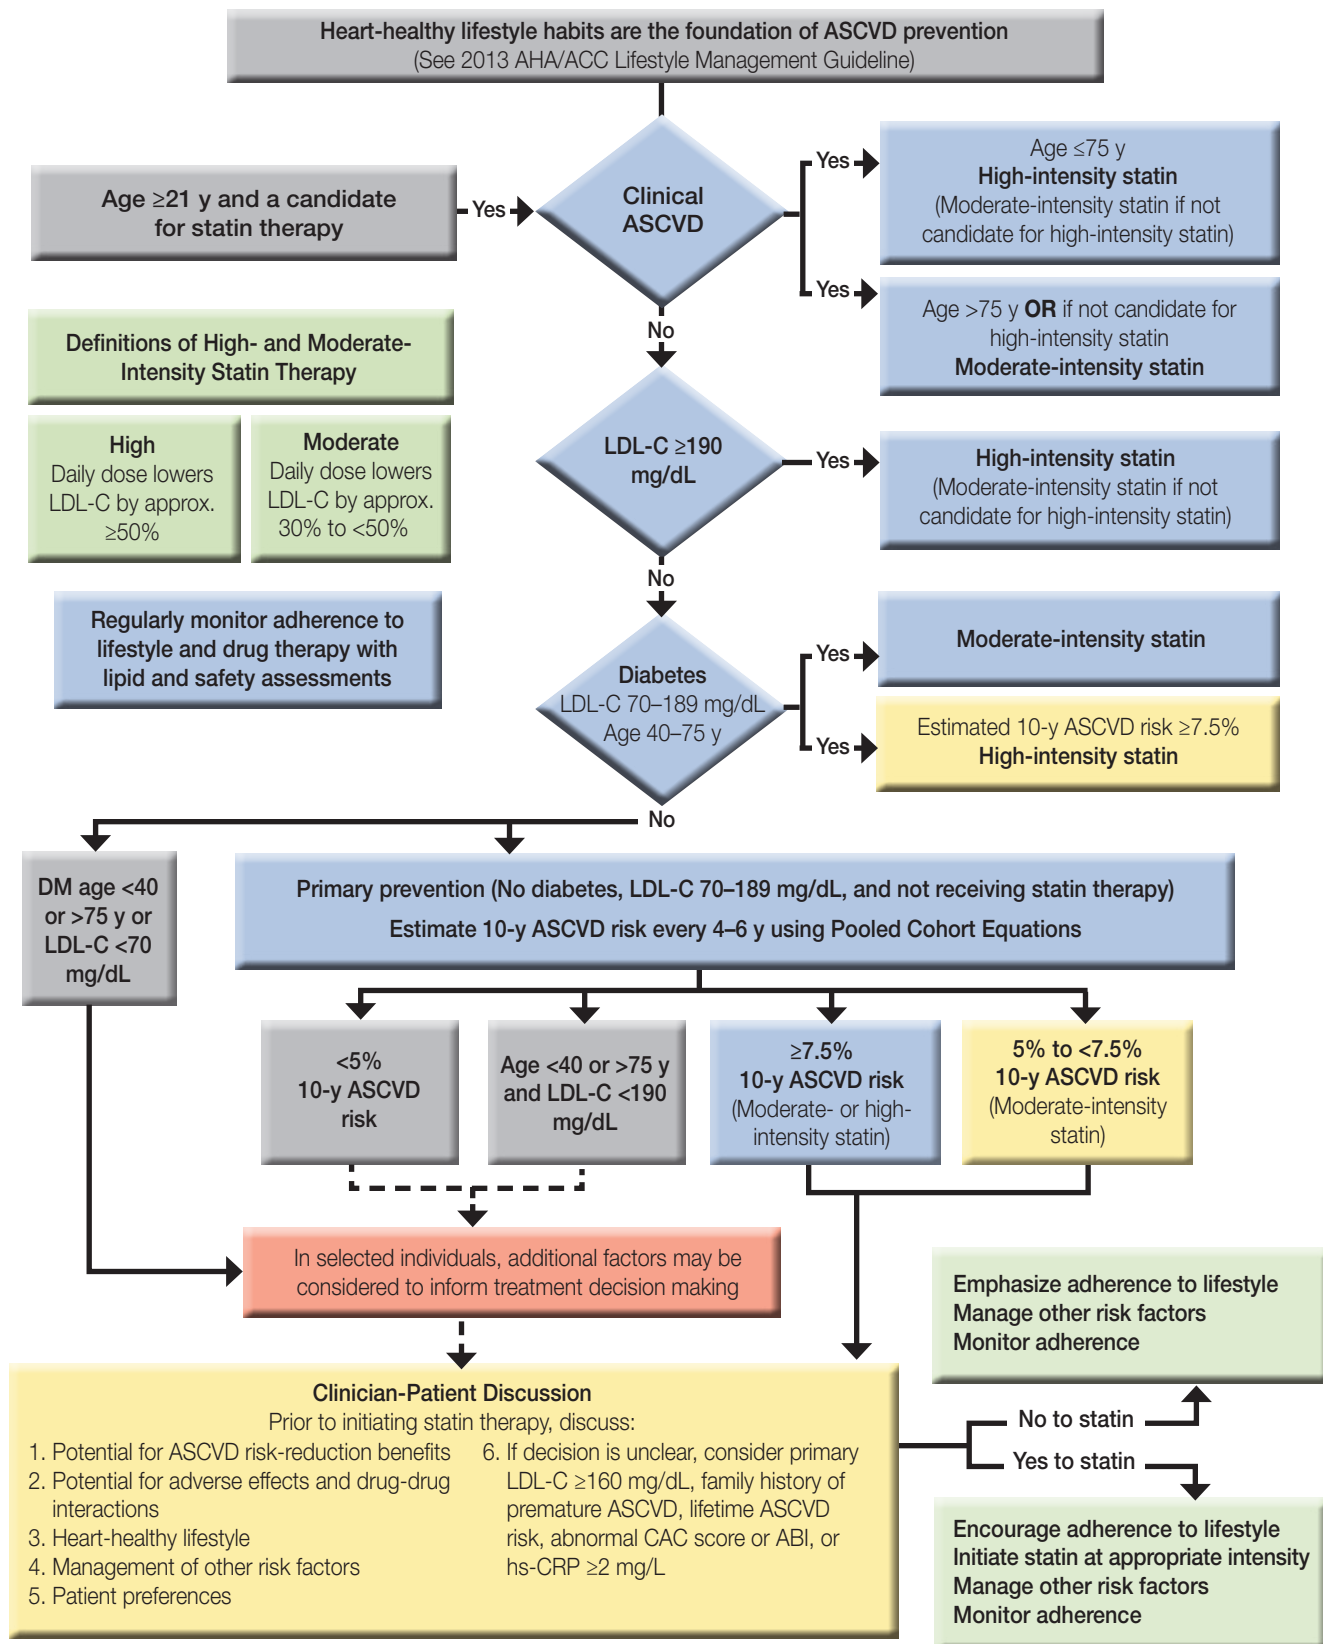 Heart-healthy lifestyle habits are the foundation of ASCVD prevention
(See 2013 AHA/ACC Lifestyle Management Guideline)
Age ≥21 y and a candidate
for statin therapy
Yes
Clinical
ASCVD
Yes
Age ≤75 y
High-intensity statin
(Moderate-intensity statin if not
candidate for high-intensity statin)
Yes
Age >75 y OR if not candidate for
high-intensity statin
Moderate-intensity statin
No
Definitions of High- and Moderate-
Intensity Statin Therapy
High
Daily dose lowers
LDL-C by approx.
≥50%
Moderate
Daily dose lowers
LDL-C by approx.
30% to <50%
LDL-C ≥190
mg/dL
Yes
High-intensity statin
(Moderate-intensity statin if not
candidate for high-intensity statin)
No
Regularly monitor adherence to
lifestyle and drug therapy with
lipid and safety assessments
Diabetes
LDL-C 70–189 mg/dL
Age 40–75 y
Yes
Moderate-intensity statin
Yes
Estimated 10-y ASCVD risk ≥7.5%
High-intensity statin
No
DM age <40
or >75 y or
LDL-C <70
mg/dL
Primary prevention (No diabetes, LDL-C 70–189 mg/dL, and not receiving statin therapy)
Estimate 10-y ASCVD risk every 4–6 y using Pooled Cohort Equations
<5%
10-y ASCVD
risk
Age <40 or >75 y
and LDL-C <190
mg/dL
≥7.5%
10-y ASCVD risk
(Moderate- or high-
intensity statin)
5% to <7.5%
10-y ASCVD risk
(Moderate-intensity
statin)
In selected individuals, additional factors may be
considered to inform treatment decision making
Clinician-Patient Discussion
Prior to initiating statin therapy, discuss:
1. Potential for ASCVD risk-reduction benefits
2. Potential for adverse effects and drug-drug
interactions
3. Heart-healthy lifestyle
4. Management of other risk factors
5. Patient preferences
6. If decision is unclear, consider primary
LDL-C ≥160 mg/dL, family history of
premature ASCVD, lifetime ASCVD
risk, abnormal CAC score or ABI, or
hs-CRP ≥2 mg/L
No to statin
Yes to statin
Emphasize adherence to lifestyle
Manage other risk factors
Monitor adherence
Encourage adherence to lifestyle
Initiate statin at appropriate intensity
Manage other risk factors
Monitor adherence